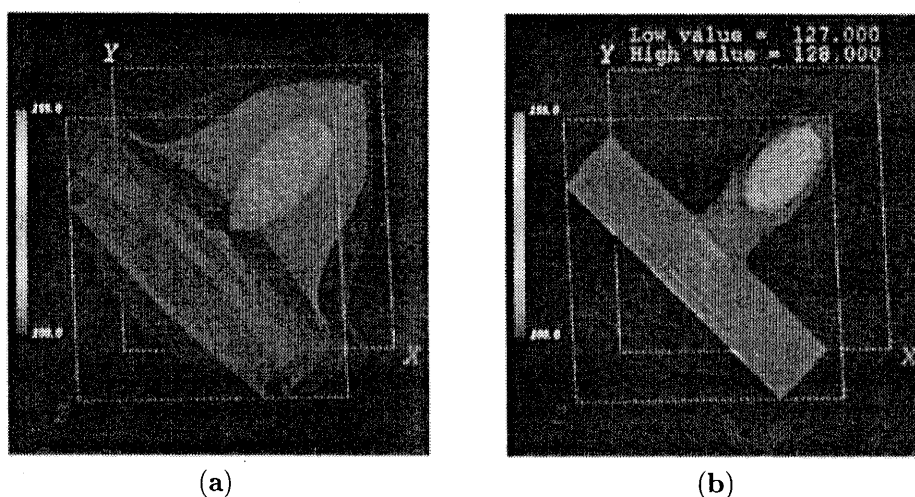 Y
X
(a)
Low value = 127.000
High value = 128.000
Y
X
(b)